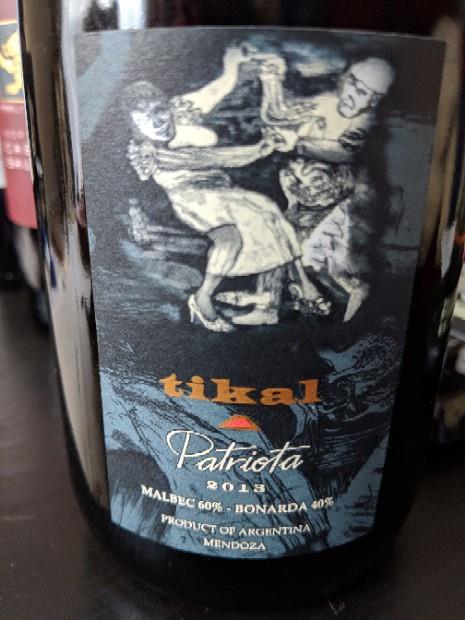 tikal
Patriota
2013
MALBEC 60% - BONARDA 40%
PRODUCT OF ARGENTINA
MENDOZA